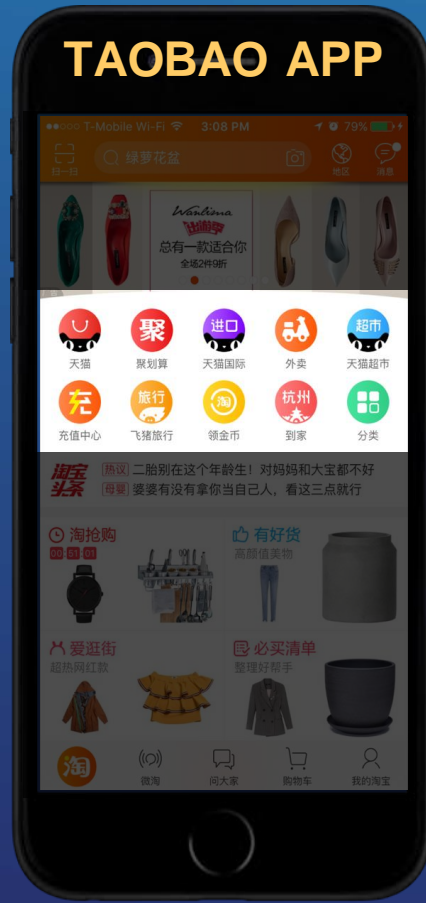 TAOBAO APP
T-Mobile Wi-Fi 3:08 PM 79%
扫一扫 绿萝花盆 地区 消息
Wanlima
出游季
总有一款适合你
全场2件9折
聚 进口 超市
天猫 聚划算 天猫国际 外卖 天猫超市
充 旅行 淘 杭州
充值中心 飞猪旅行 领金币 到家 分类
淘宝头条
热议 二胎别在这个年龄生！对妈妈和大宝都不好
母婴 婆婆有没有拿你当自己人，看这三点就行
淘抢购 有好货
00:51:01 高颜值美物
爱逛街 必买清单
超热网红款 整理好帮手
淘 微淘 问大家 购物车 我的淘宝